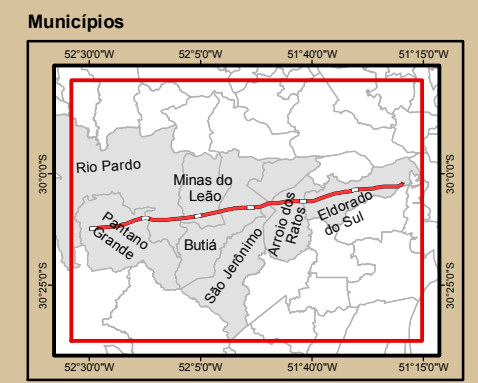 Municípios
52°30'0"W 52°5'0"W 51°40'0"W 51°15'0"W
30°0'0"S 30°0'0"S
Rio Pardo
Minas do
Leão
Pantano
Grande
Butiá
São Jerônimo
Arroio dos
Ratos
Eldorado
do Sul
30°25'0"S 30°25'0"S
52°30'0"W 52°5'0"W 51°40'0"W 51°15'0"W